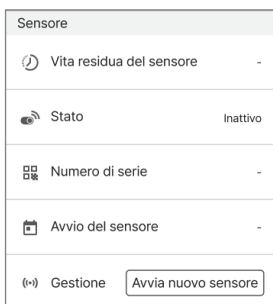 Sensore
Vita residua del sensore -
Stato Inattivo
Numero di serie -
Avvio del sensore -
Gestione Avvia nuovo sensore